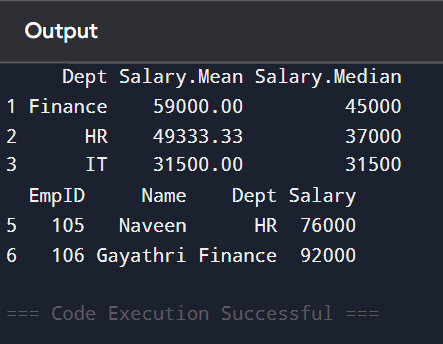 Output
Dept Salary.Mean Salary.Median
1 Finance 59000.00 45000
2 HR 49333.33 37000
3 IT 31500.00 31500
EmpID Name Dept Salary
5 105 Naveen HR 76000
6 106 Gayathri Finance 92000
=== Code Execution Successful ===